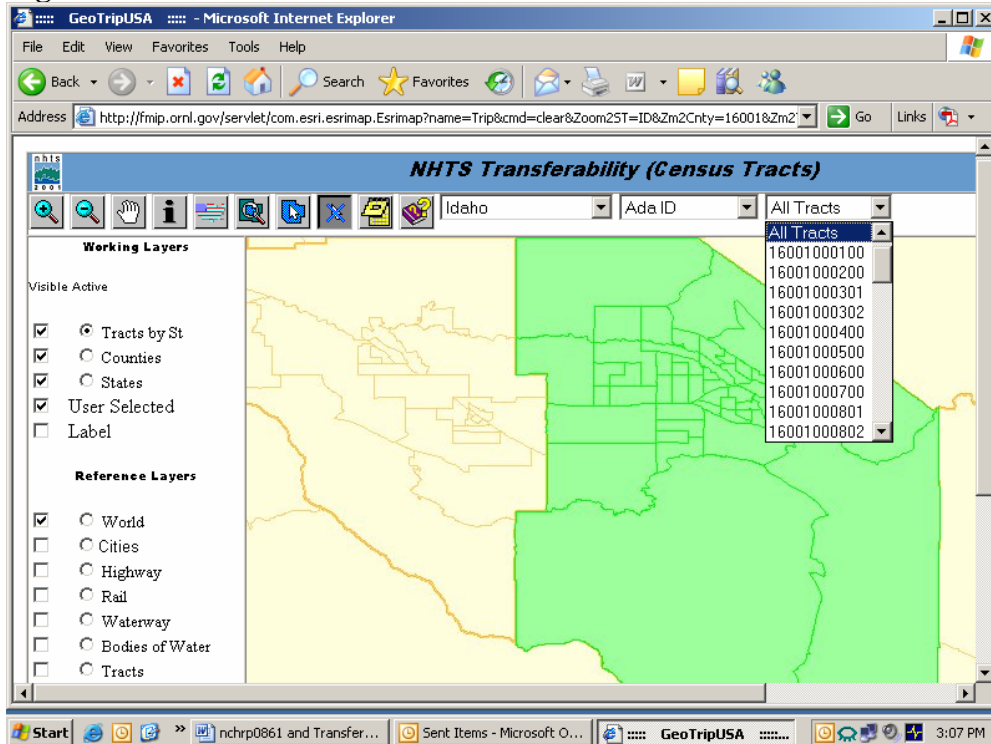 ::::: GeoTripUSA ::::: - Microsoft Internet Explorer
File Edit View Favorites Tools Help
Back Search Favorites
Address http://fmip.ornl.gov/servlet/com.esri.esrimap.Esrimap?name=Trip&cmd=clear&Zoom2ST=ID&Zm2Cnty=16001&Zm2 Go Links
nhts
2001
NHTS Transferability (Census Tracts)
Idaho Ada ID All Tracts
All Tracts
16001000100
16001000200
16001000301
16001000302
16001000400
16001000500
16001000600
16001000700
16001000801
16001000802
Working Layers
Visible Active
Tracts by St
Counties
States
User Selected
Label
Reference Layers
World
Cities
Highway
Rail
Waterway
Bodies of Water
Tracts
Start nchrp0861 and Transfer... Sent Items - Microsoft O... ::::: GeoTripUSA :::::... 3:07 PM